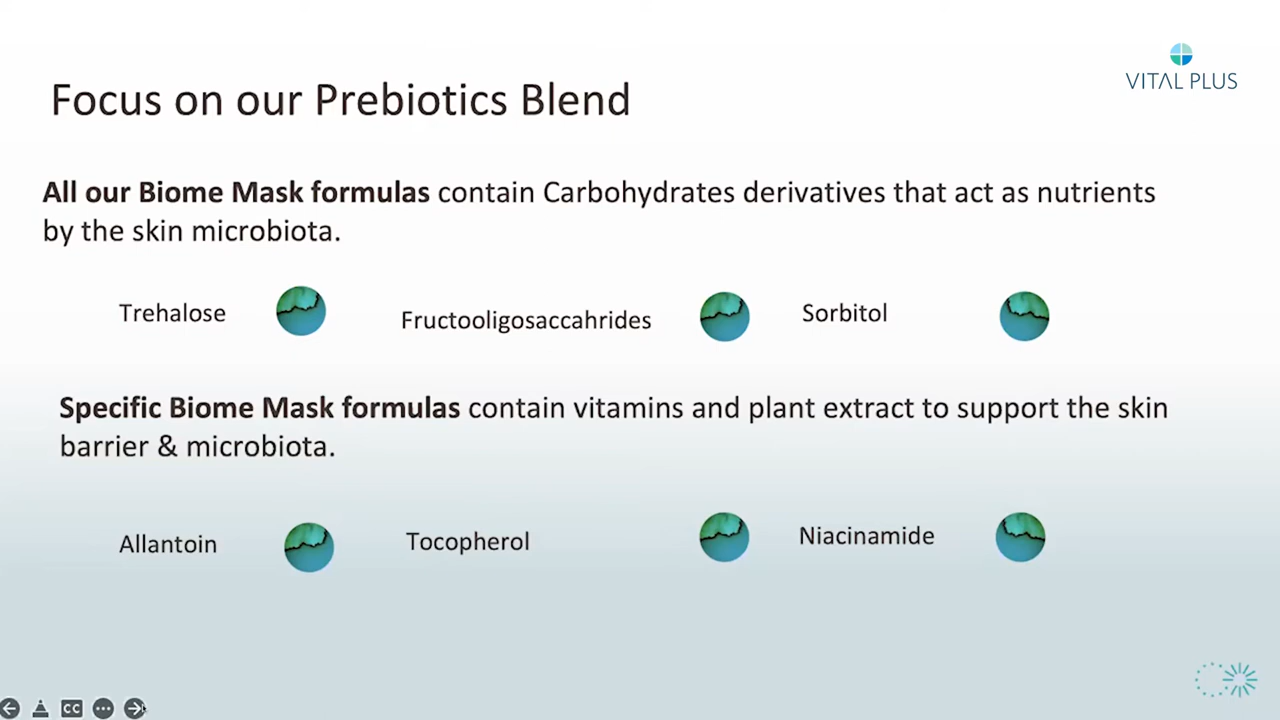 VITAL PLUS
Focus on our Prebiotics Blend
All our Biome Mask formulas contain Carbohydrates derivatives that act as nutrients
by the skin microbiota.
Trehalose
Fructooligosaccahrides
Sorbitol
Specific Biome Mask formulas contain vitamins and plant extract to support the skin
barrier & microbiota.
Allantoin
Tocopherol
Niacinamide
CC